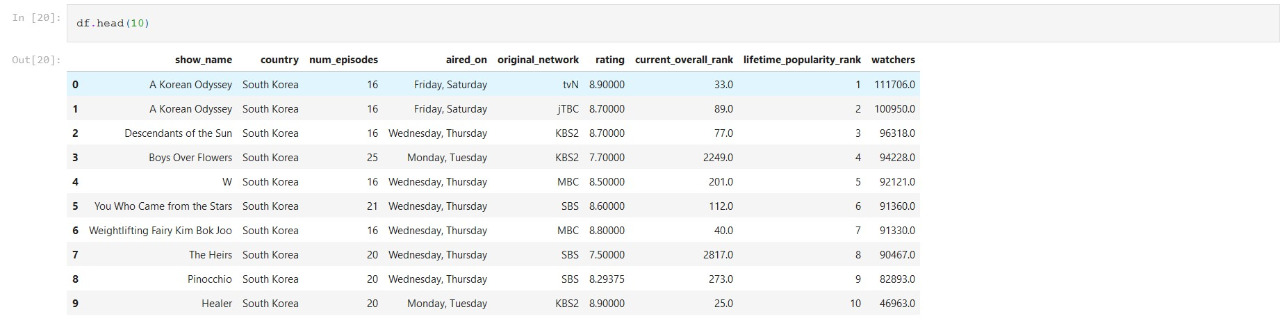 In [20]: df.head(10)
Out[20]: show_name country num_episodes aired_on original_network rating current_overall_rank lifetime_popularity_rank watchers
0 A Korean Odyssey South Korea 16 Friday, Saturday tvN 8.90000 33.0 1 111706.0
1 A Korean Odyssey South Korea 16 Friday, Saturday jTBC 8.70000 89.0 2 100950.0
2 Descendants of the Sun South Korea 16 Wednesday, Thursday KBS2 8.70000 77.0 3 96318.0
3 Boys Over Flowers South Korea 25 Monday, Tuesday KBS2 7.70000 2249.0 4 94228.0
4 W South Korea 16 Wednesday, Thursday MBC 8.50000 201.0 5 92121.0
5 You Who Came from the Stars South Korea 21 Wednesday, Thursday SBS 8.60000 112.0 6 91360.0
6 Weightlifting Fairy Kim Bok Joo South Korea 16 Wednesday, Thursday MBC 8.80000 40.0 7 91330.0
7 The Heirs South Korea 20 Wednesday, Thursday SBS 7.50000 2817.0 8 90467.0
8 Pinocchio South Korea 20 Wednesday, Thursday SBS 8.29375 273.0 9 82893.0
9 Healer South Korea 20 Monday, Tuesday KBS2 8.90000 25.0 10 46963.0